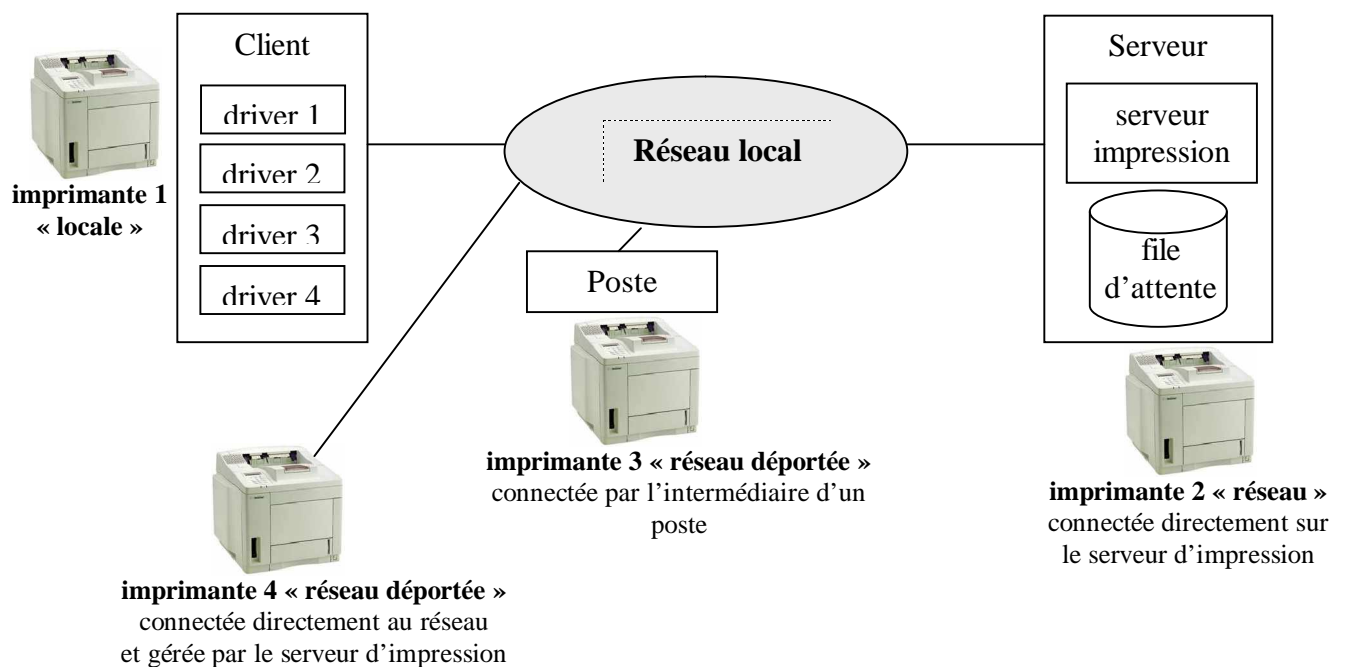 Client
driver 1
driver 2
driver 3
driver 4
imprimante 1
« locale »
Réseau local
Poste
Serveur
serveur
impression
file
d’attente
imprimante 3 « réseau déportée »
connectée par l’intermédiaire d’un
poste
imprimante 2 « réseau »
connectée directement sur
le serveur d’impression
imprimante 4 « réseau déportée »
connectée directement au réseau
et gérée par le serveur d’impression